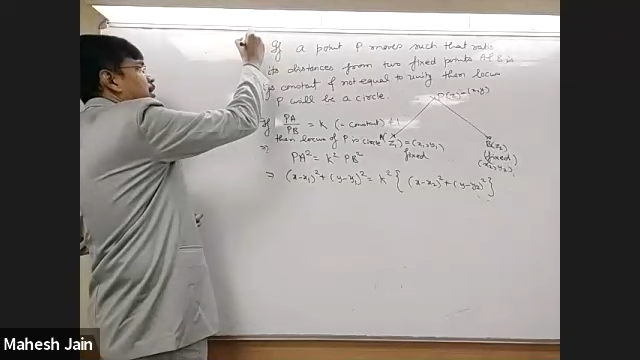 If a point P moves such that ratio
its distances from two fixed points A & B is
constant & not equal to unity then locus
P will be a circle.
P(z) = (x,y)
If PA/PB = k (= constant) ≠ 1
then locus of P is circle
z₁) = (x₁,y₁)
fixed
B(z₂)
(fixed)
(x₂,y₂)
⇒ PA² = k² PB²
⇒ (x-x₁)² + (y-y₁)² = k² { (x-x₂)² + (y-y₂)² }
Mahesh Jain